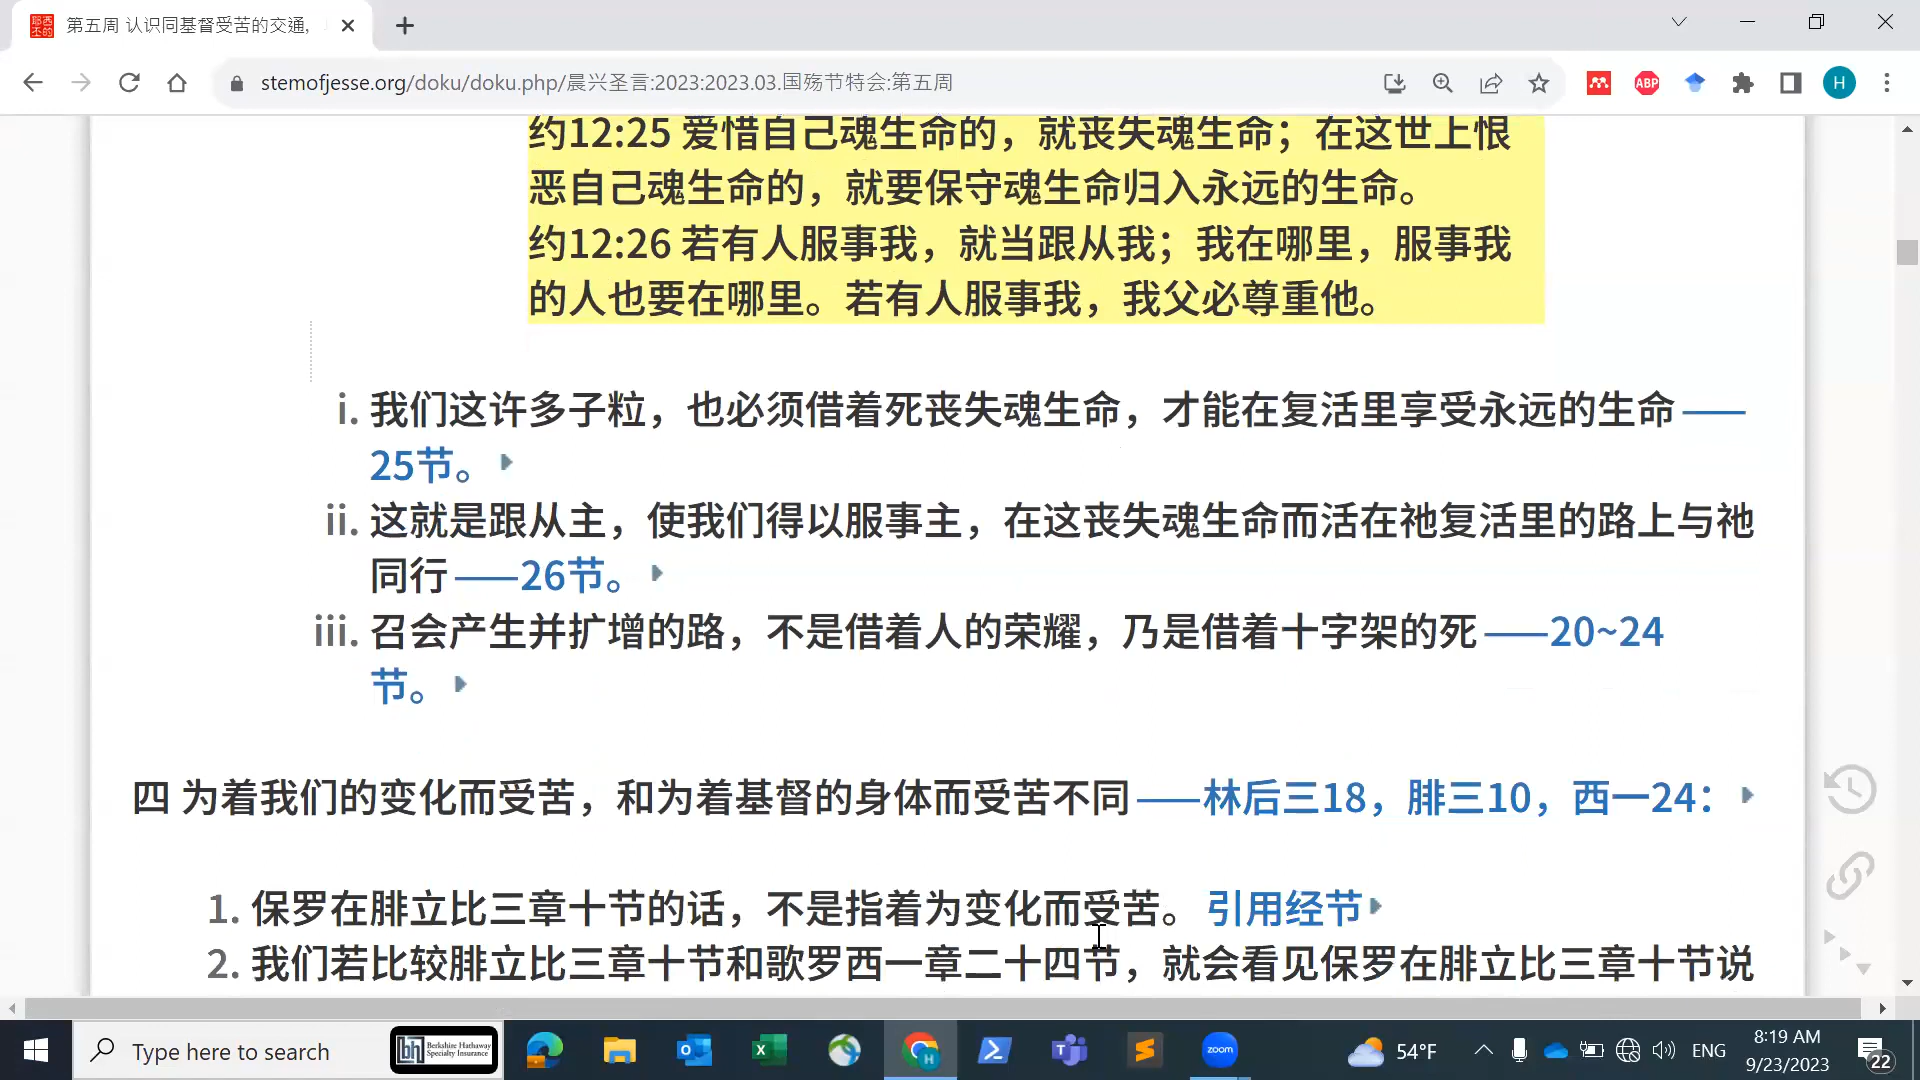 第五周 认识同基督受苦的交通,
stemofjesse.org/doku/doku.php/晨兴圣言:2023:2023.03.国殇节特会:第五周
ABP
H
约12:25 爱惜自己魂生命的，就丧失魂生命；在这世上恨
恶自己魂生命的，就要保守魂生命归入永远的生命。
约12:26 若有人服事我，就当跟从我；我在哪里，服事我
的人也要在哪里。若有人服事我，我父必尊重他。
i. 我们这许多子粒，也必须借着死丧失魂生命，才能在复活里享受永远的生命——
25节。
ii. 这就是跟从主，使我们得以服事主，在这丧失魂生命而活在祂复活里的路上与祂
同行——26节。
iii. 召会产生并扩增的路，不是借着人的荣耀，乃是借着十字架的死——20~24
节。
四 为着我们的变化而受苦，和为着基督的身体而受苦不同——林后三18，腓三10，西一24：
1. 保罗在腓立比三章十节的话，不是指着为变化而受苦。 引用经节
2. 我们若比较腓立比三章十节和歌罗西一章二十四节，就会看见保罗在腓立比三章十节说
Type here to search
bh Berkshire Hathaway
Specialty Insurance
zoom
54°F
ENG
8:19 AM
9/23/2023
22